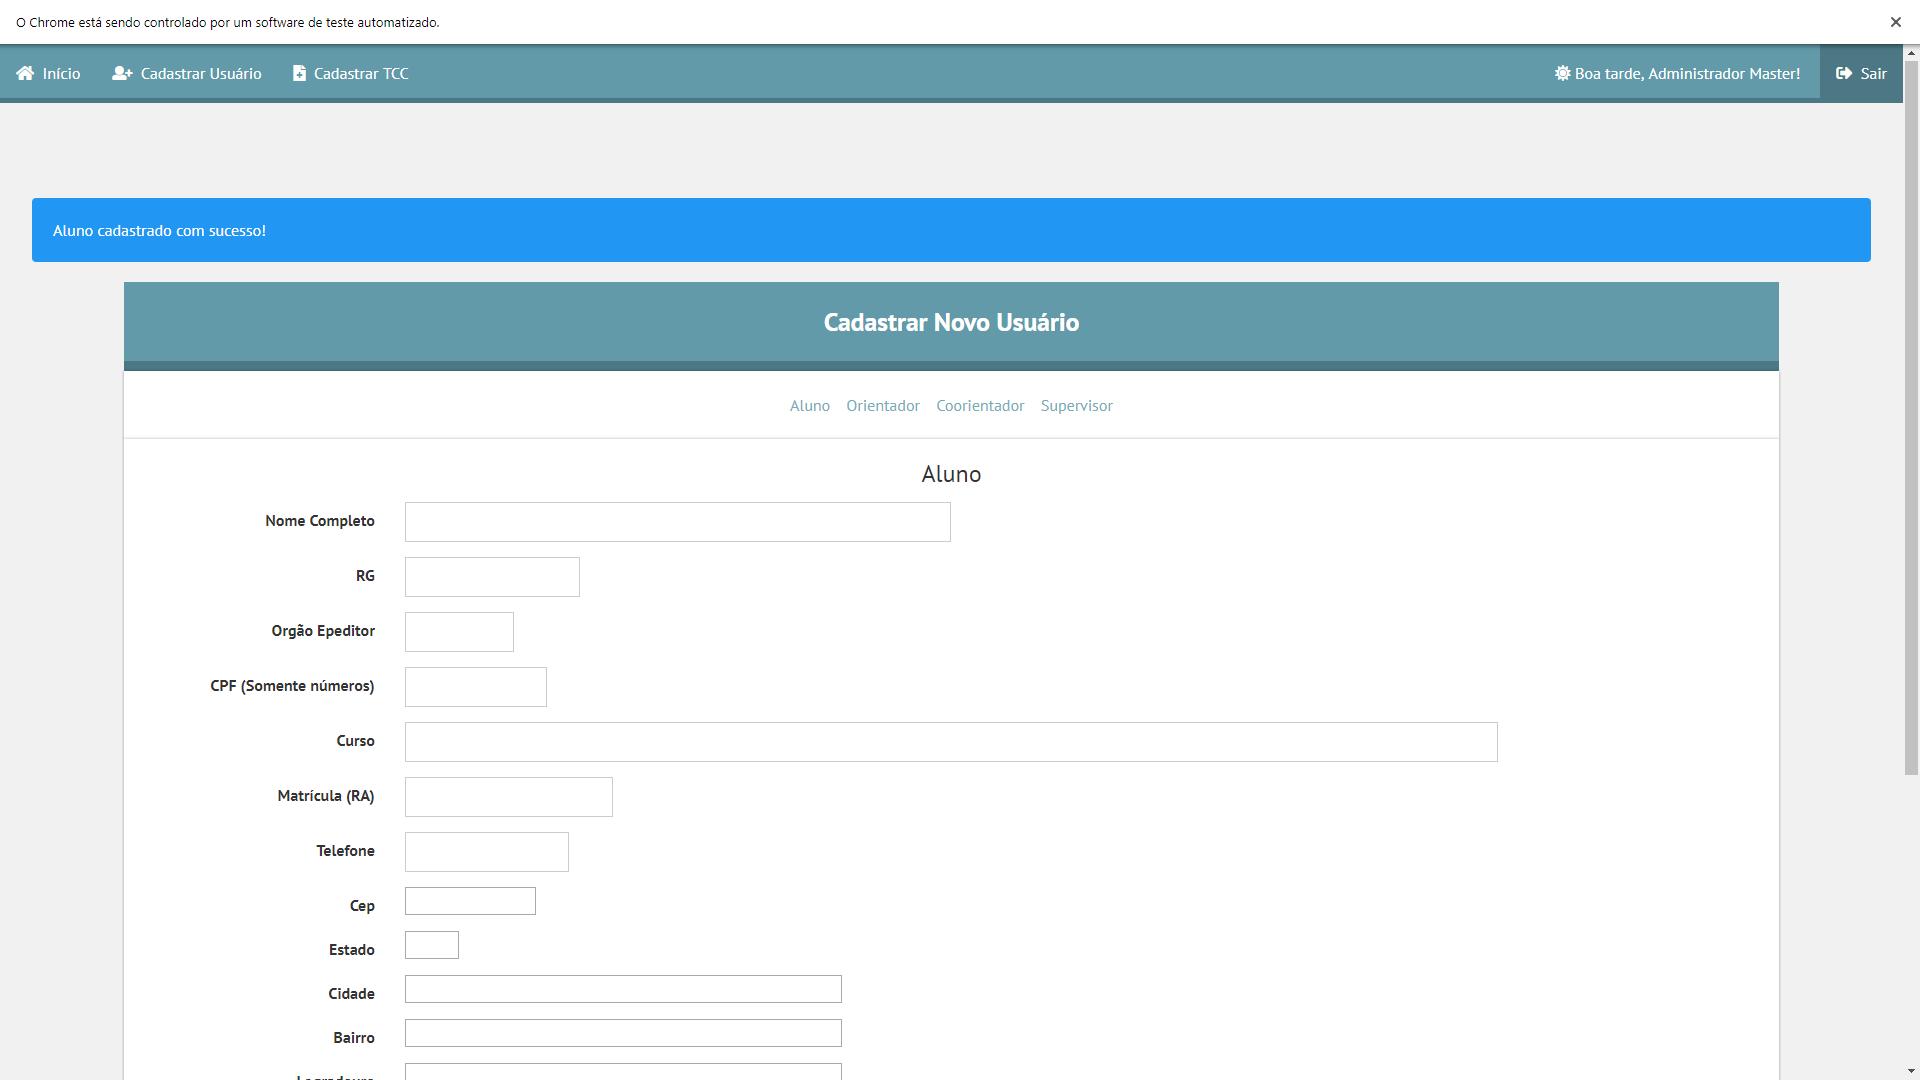 O Chrome está sendo controlado por um software de teste automatizado.
Início Cadastrar Usuário Cadastrar TCC Boa tarde, Administrador Master! Sair
Aluno cadastrado com sucesso!
Cadastrar Novo Usuário
Aluno Orientador Coorientador Supervisor
Aluno
Nome Completo
RG
Orgão Epeditor
CPF (Somente números)
Curso
Matrícula (RA)
Telefone
Cep
Estado
Cidade
Bairro